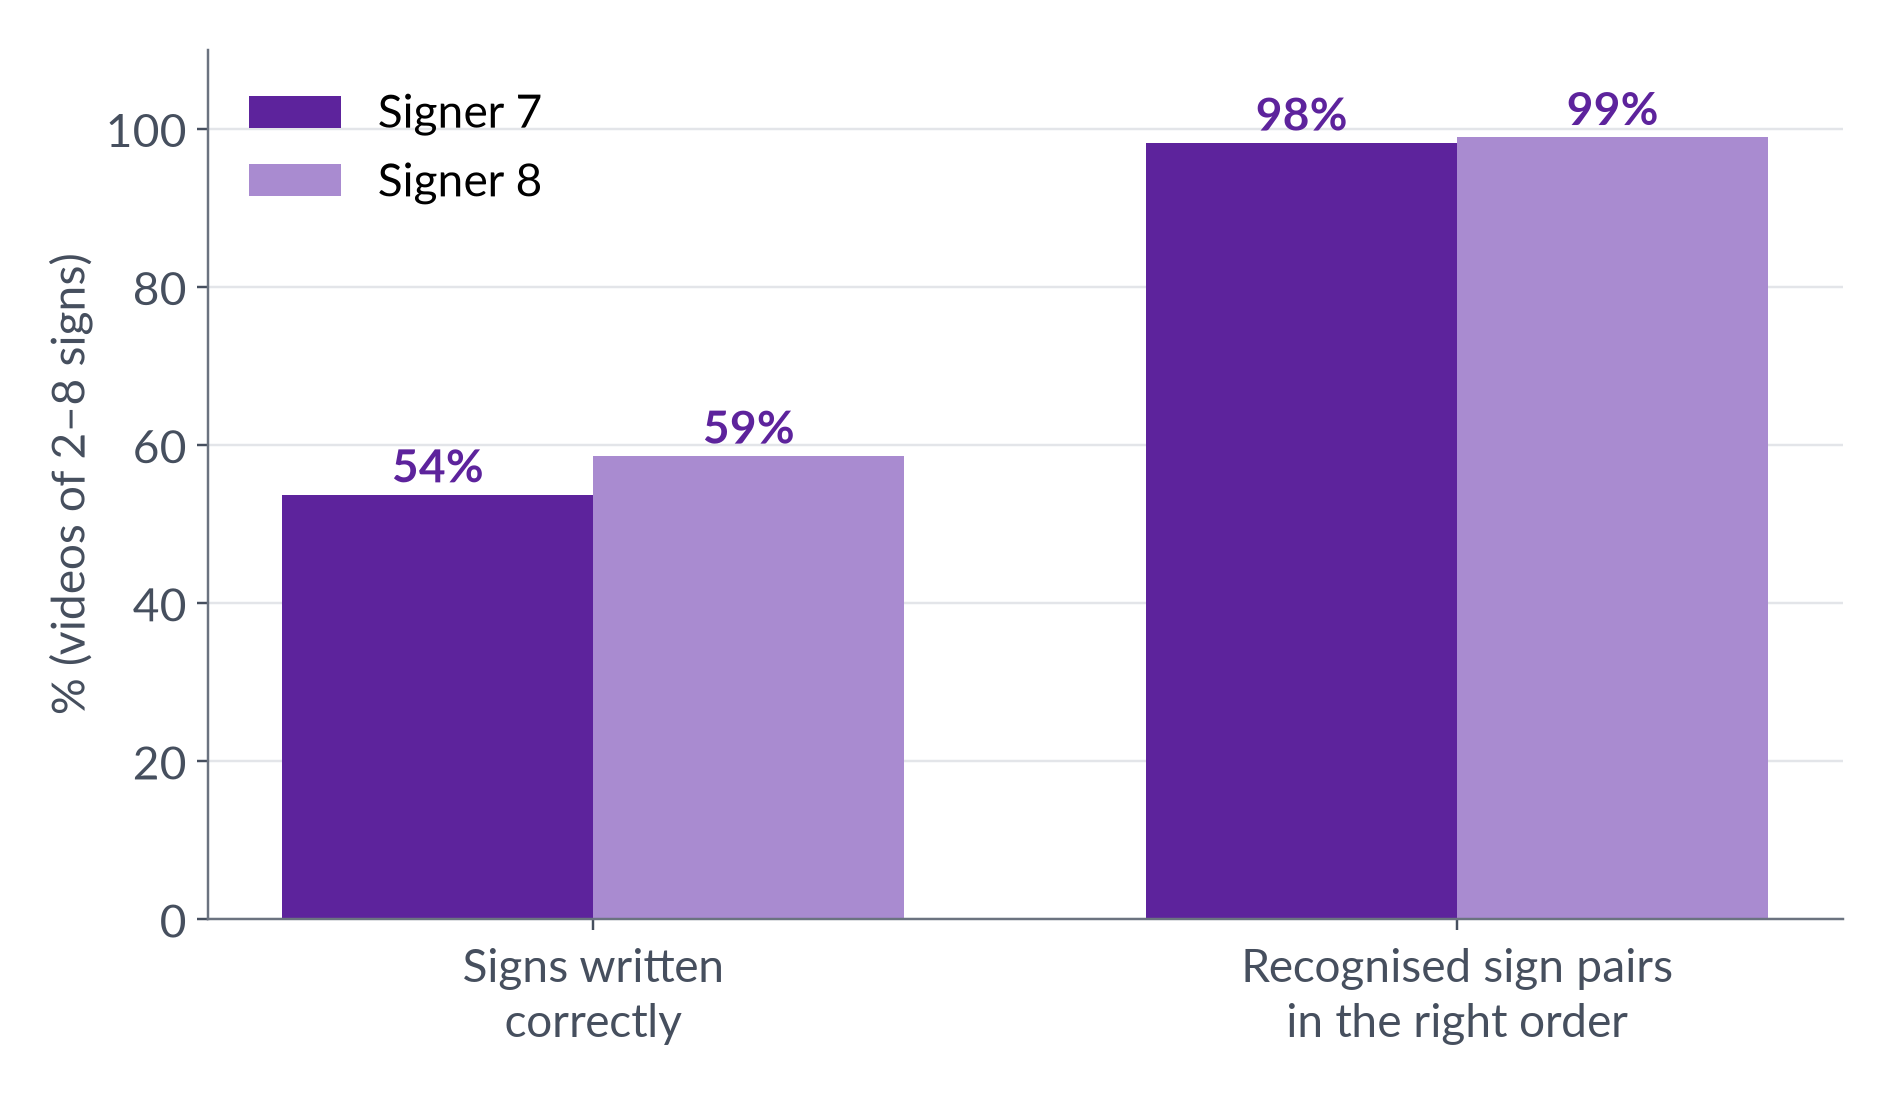 Signer 7
Signer 8
% (videos of 2–8 signs)
100
80
60
40
20
0
54%
59%
98%
99%
Signs written
correctly
Recognised sign pairs
in the right order